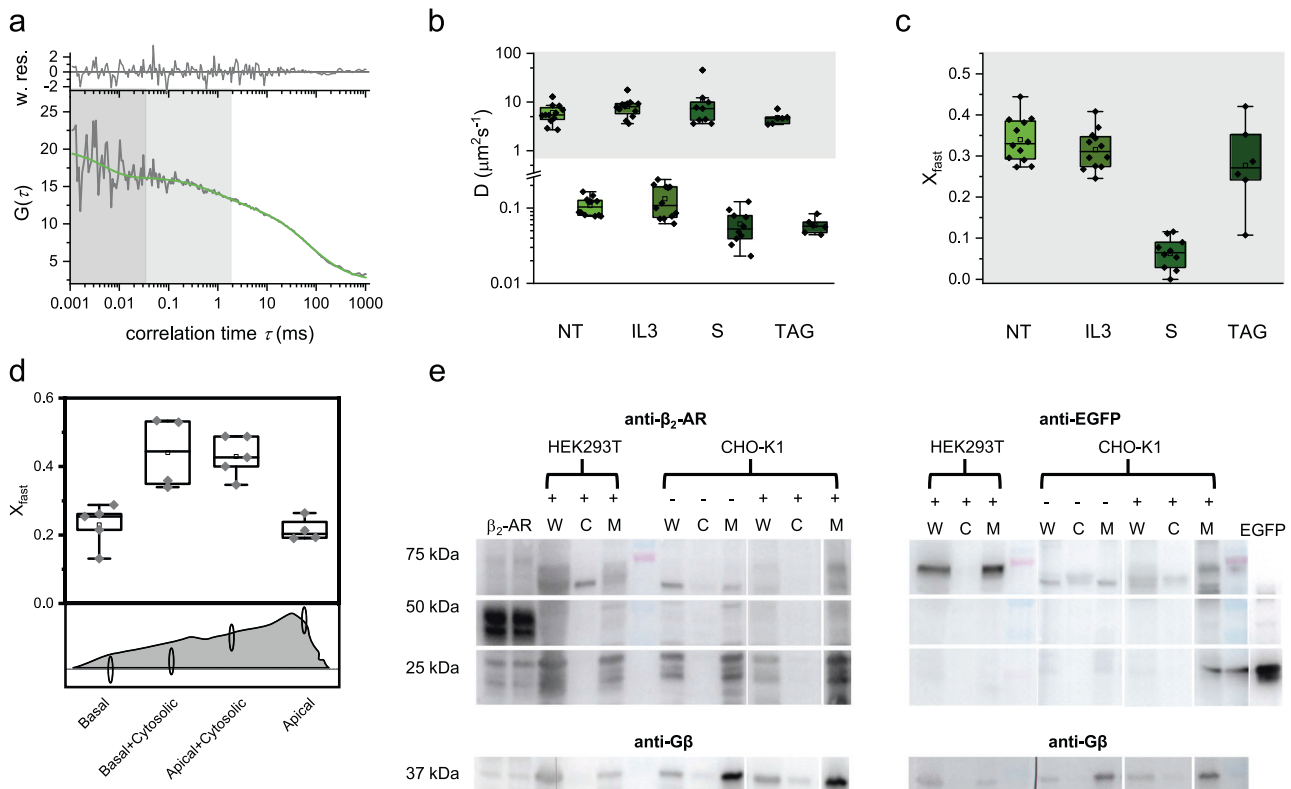 a
w. res.
2
0
-2
G(τ)
25
20
15
10
5
0.001 0.01 0.1 1 10 100 1000
correlation time τ (ms)
b
D (μm²s⁻¹)
100
10
1
0.1
0.01
NT IL3 S TAG
c
X_fast
0.5
0.4
0.3
0.2
0.1
0.0
NT IL3 S TAG
d
X_fast
0.6
0.4
0.2
0.0
Basal
Basal+Cytosolic
Apical+Cytosolic
Apical
e
anti-β₂-AR
HEK293T CHO-K1
+ + + - - - + + +
β₂-AR W C M W C M W C M
75 kDa
50 kDa
25 kDa
anti-Gβ
37 kDa
anti-EGFP
HEK293T CHO-K1
+ + + - - - + + +
W C M W C M W C M EGFP
anti-Gβ